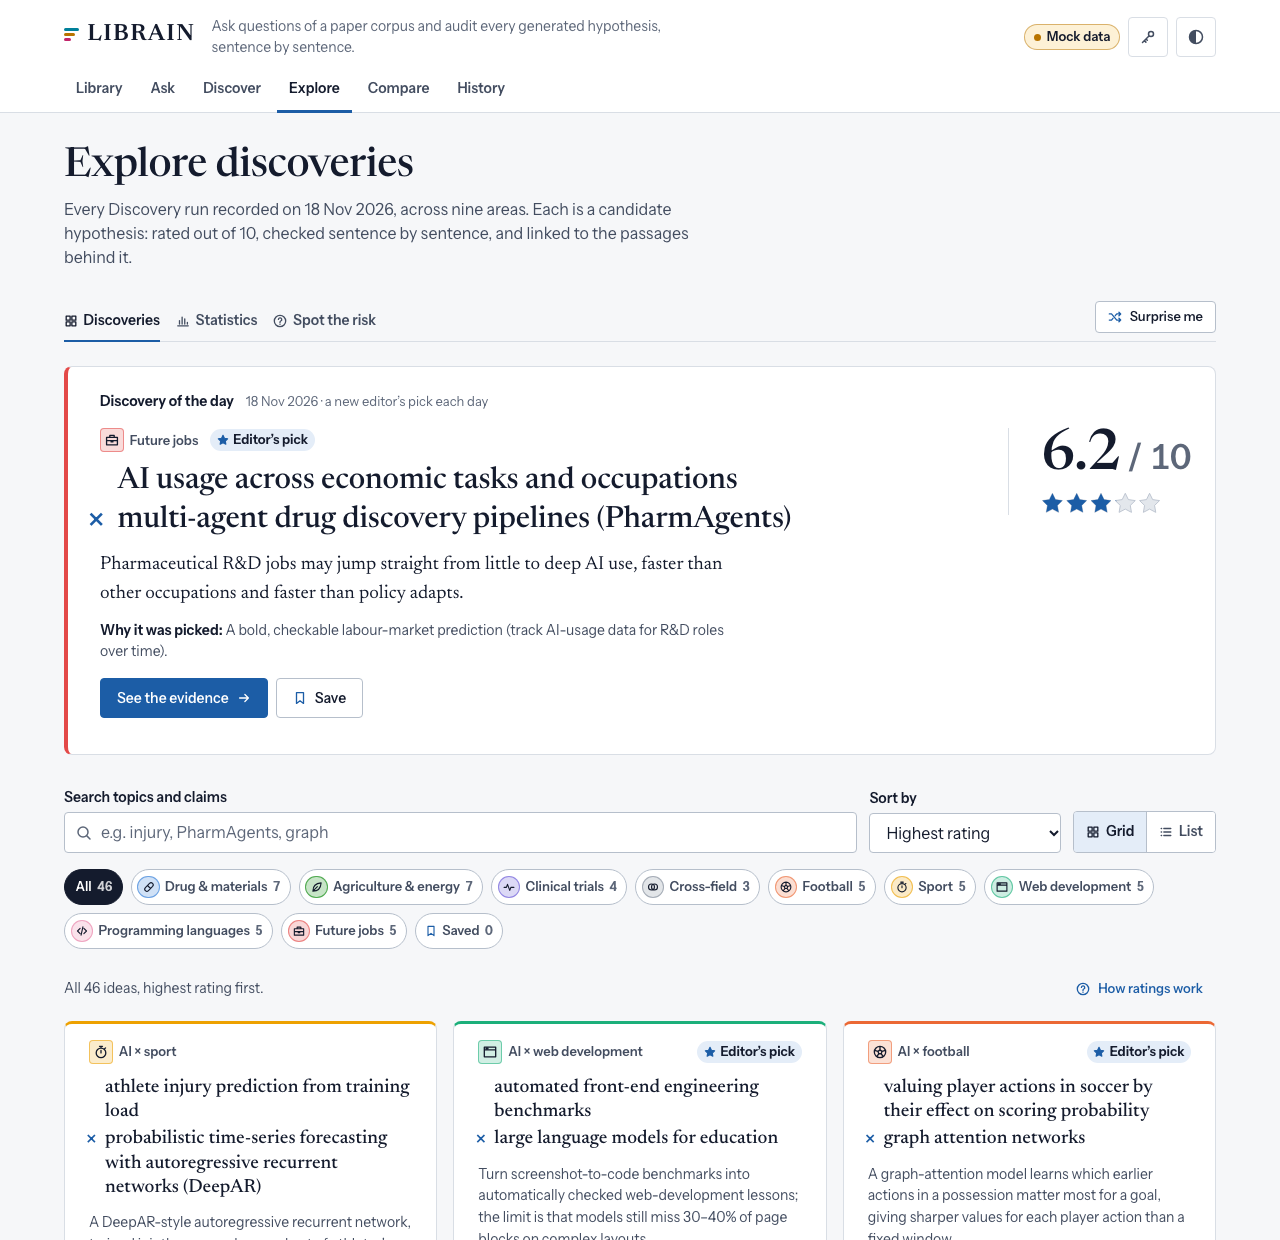 LIBRAIN
Ask questions of a paper corpus and audit every generated hypothesis,
sentence by sentence.
Mock data
Library Ask Discover Explore Compare History
Explore discoveries
Every Discovery run recorded on 18 Nov 2026, across nine areas. Each is a candidate
hypothesis: rated out of 10, checked sentence by sentence, and linked to the passages
behind it.
Discoveries Statistics Spot the risk
Surprise me
Discovery of the day 18 Nov 2026 · a new editor's pick each day
Future jobs Editor's pick
AI usage across economic tasks and occupations
× multi-agent drug discovery pipelines (PharmAgents)
6.2 / 10
Pharmaceutical R&D jobs may jump straight from little to deep AI use, faster than
other occupations and faster than policy adapts.
Why it was picked: A bold, checkable labour-market prediction (track AI-usage data for R&D roles
over time).
See the evidence →
Save
Search topics and claims
e.g. injury, PharmAgents, graph
Sort by
Highest rating
Grid List
All 46 Drug & materials 7 Agriculture & energy 7 Clinical trials 4 Cross-field 3 Football 5 Sport 5 Web development 5
Programming languages 5 Future jobs 5 Saved 0
All 46 ideas, highest rating first.
How ratings work
AI × sport
athlete injury prediction from training
load
× probabilistic time-series forecasting
with autoregressive recurrent
networks (DeepAR)
A DeepAR-style autoregressive recurrent network,
AI × web development Editor's pick
automated front-end engineering
benchmarks
× large language models for education
Turn screenshot-to-code benchmarks into
automatically checked web-development lessons;
the limit is that models still miss 30–40% of page
blocks on complex layouts.
AI × football Editor's pick
valuing player actions in soccer by
their effect on scoring probability
× graph attention networks
A graph-attention model learns which earlier
actions in a possession matter most for a goal,
giving sharper values for each player action than a
fixed window.